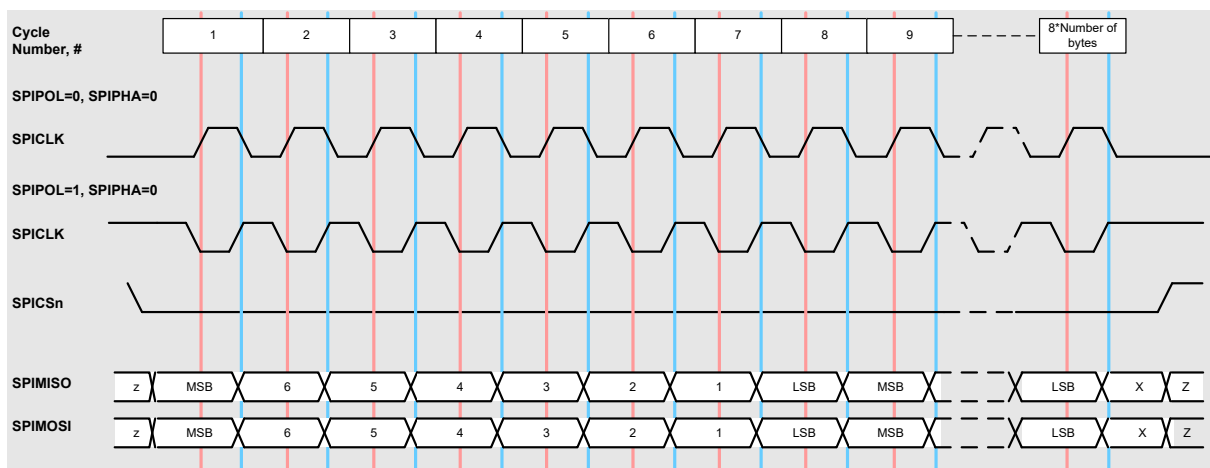 Cycle
Number, #
1 2 3 4 5 6 7 8 9 8*Number of
bytes
SPIPOL=0, SPIPHA=0
SPICLK
SPIPOL=1, SPIPHA=0
SPICLK
SPICSn
SPIMISO z MSB 6 5 4 3 2 1 LSB MSB LSB X Z
SPIMOSI z MSB 6 5 4 3 2 1 LSB MSB LSB X Z